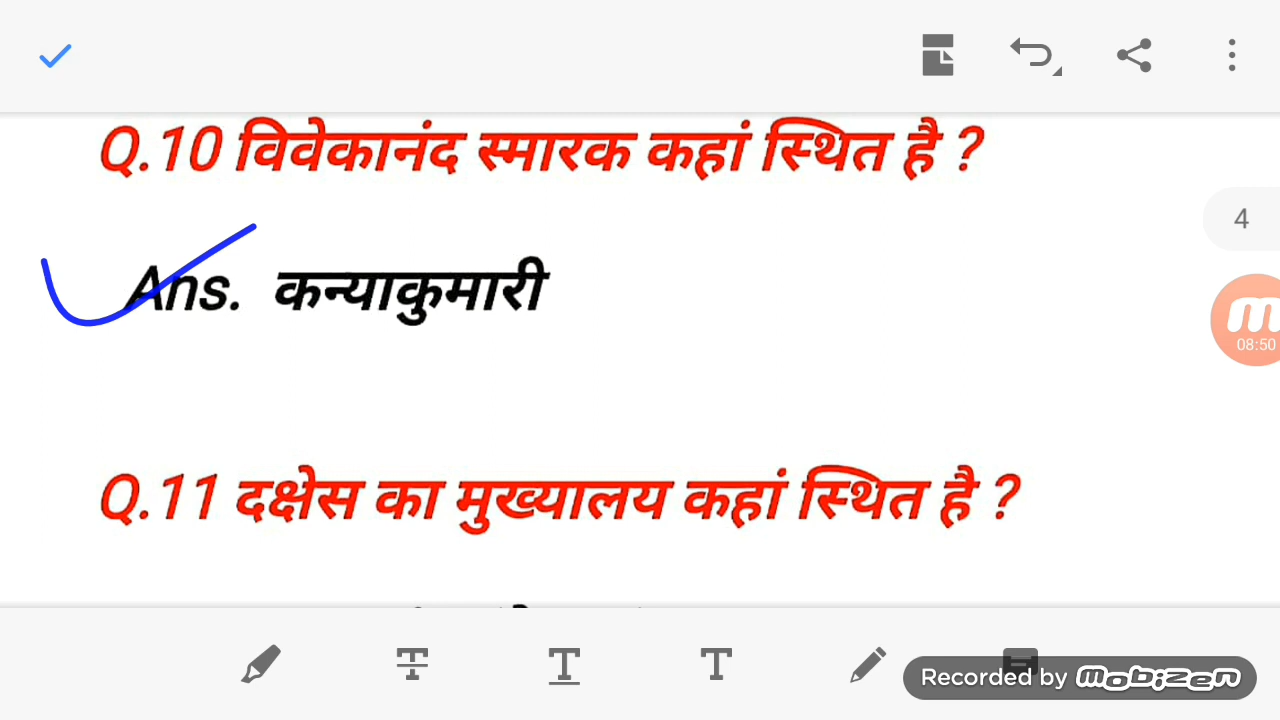 Q.10 विवेकानंद स्मारक कहां स्थित है ?
4
Ans. कन्याकुमारी
08:50
Q.11 दक्षेस का मुख्यालय कहां स्थित है ?
T T T
Recorded by mobizen